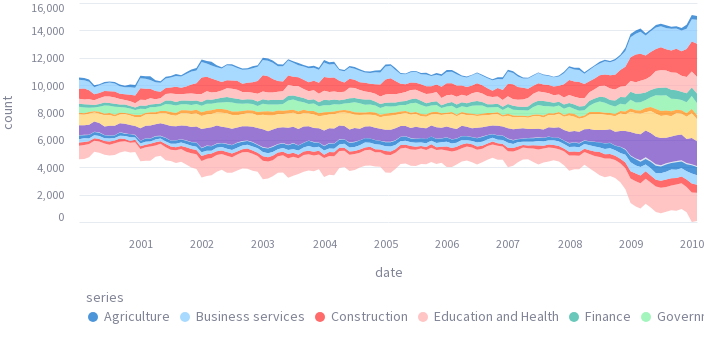 16,000
14,000
12,000
10,000
8,000
6,000
4,000
2,000
0
count
2001 2002 2003 2004 2005 2006 2007 2008 2009 2010
date
series
Agriculture Business services Construction Education and Health Finance Govern